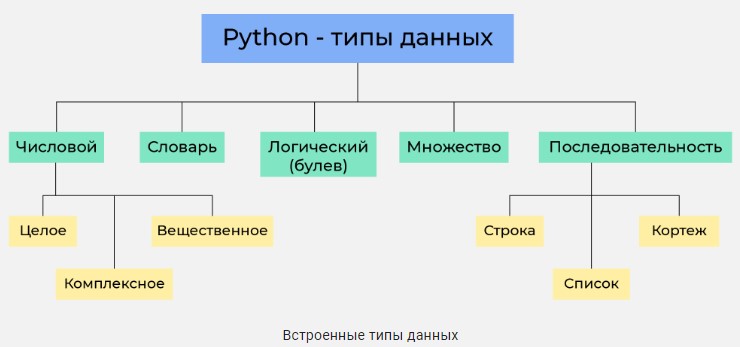 Python - типы данных
Числовой
Словарь
Логический
(булев)
Множество
Последовательность
Целое
Вещественное
Строка
Кортеж
Комплексное
Список
Встроенные типы данных